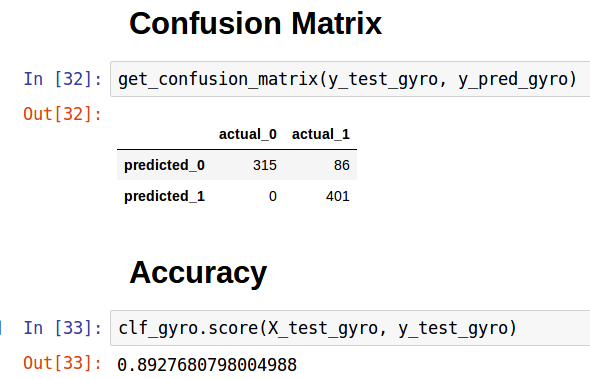 Confusion Matrix
In [32]: get_confusion_matrix(y_test_gyro, y_pred_gyro)
Out[32]:
actual_0 actual_1
predicted_0 315 86
predicted_1 0 401
Accuracy
In [33]: clf_gyro.score(X_test_gyro, y_test_gyro)
Out[33]: 0.8927680798004988